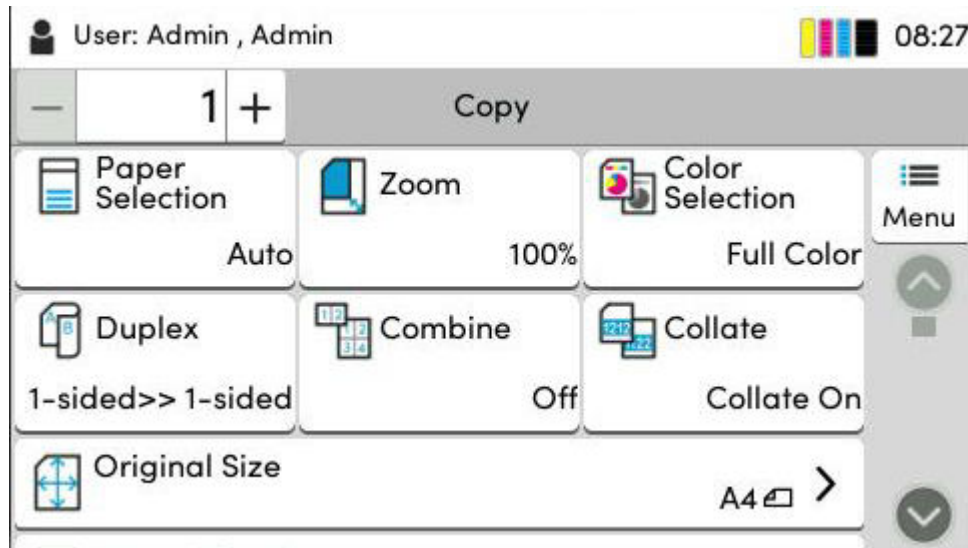 User: Admin , Admin
08:27
1
Copy
Paper
Selection
Auto
Zoom
100%
Color
Selection
Full Color
Menu
Duplex
1-sided>> 1-sided
Combine
Off
Collate
Collate On
Original Size
A4